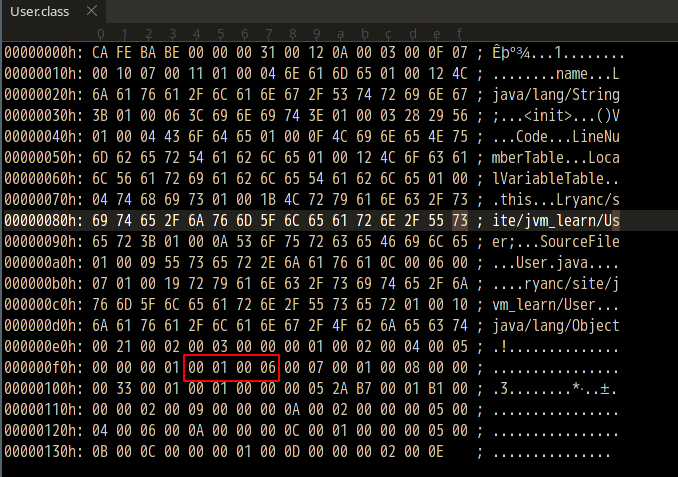 User.class
0 1 2 3 4 5 6 7 8 9 a b c d e f
00000000h: CA FE BA BE 00 00 00 31 00 12 0A 00 03 00 0F 07 ; Êþº¾...1........
00000010h: 00 10 07 00 11 01 00 04 6E 61 6D 65 01 00 12 4C ; ........name...L
00000020h: 6A 61 76 61 2F 6C 61 6E 67 2F 53 74 72 69 6E 67 ; java/lang/String
00000030h: 3B 01 00 06 3C 69 6E 69 74 3E 01 00 03 28 29 56 ; ;...<init>...()V
00000040h: 01 00 04 43 6F 64 65 01 00 0F 4C 69 6E 65 4E 75 ; ...Code...LineNu
00000050h: 6D 62 65 72 54 61 62 6C 65 01 00 12 4C 6F 63 61 ; mberTable...Loca
00000060h: 6C 56 61 72 69 61 62 6C 65 54 61 62 6C 65 01 00 ; lVariableTable..
00000070h: 04 74 68 69 73 01 00 1B 4C 72 79 61 6E 63 2F 73 ; .this...Lryanc/s
00000080h: 69 74 65 2F 6A 76 6D 5F 6C 65 61 72 6E 2F 55 73 ; ite/jvm_learn/Us
00000090h: 65 72 3B 01 00 0A 53 6F 75 72 63 65 46 69 6C 65 ; er;...SourceFile
000000a0h: 01 00 09 55 73 65 72 2E 6A 61 76 61 0C 00 06 00 ; ...User.java....
000000b0h: 07 01 00 19 72 79 61 6E 63 2F 73 69 74 65 2F 6A ; ....ryanc/site/j
000000c0h: 76 6D 5F 6C 65 61 72 6E 2F 55 73 65 72 01 00 10 ; vm_learn/User...
000000d0h: 6A 61 76 61 2F 6C 61 6E 67 2F 4F 62 6A 65 63 74 ; java/lang/Object
000000e0h: 00 21 00 02 00 03 00 00 00 01 00 02 00 04 00 05 ; .!..............
000000f0h: 00 00 00 01 00 01 00 06 00 07 00 01 00 08 00 00 ; ................
00000100h: 00 33 00 01 00 01 00 00 00 05 2A B7 00 01 B1 00 ; .3........*·..±.
00000110h: 00 00 02 00 09 00 00 00 0A 00 02 00 00 00 05 00 ; ................
00000120h: 04 00 06 00 0A 00 00 00 0C 00 01 00 00 00 05 00 ; ................
00000130h: 0B 00 0C 00 00 00 01 00 0D 00 00 00 02 00 0E ; ...............